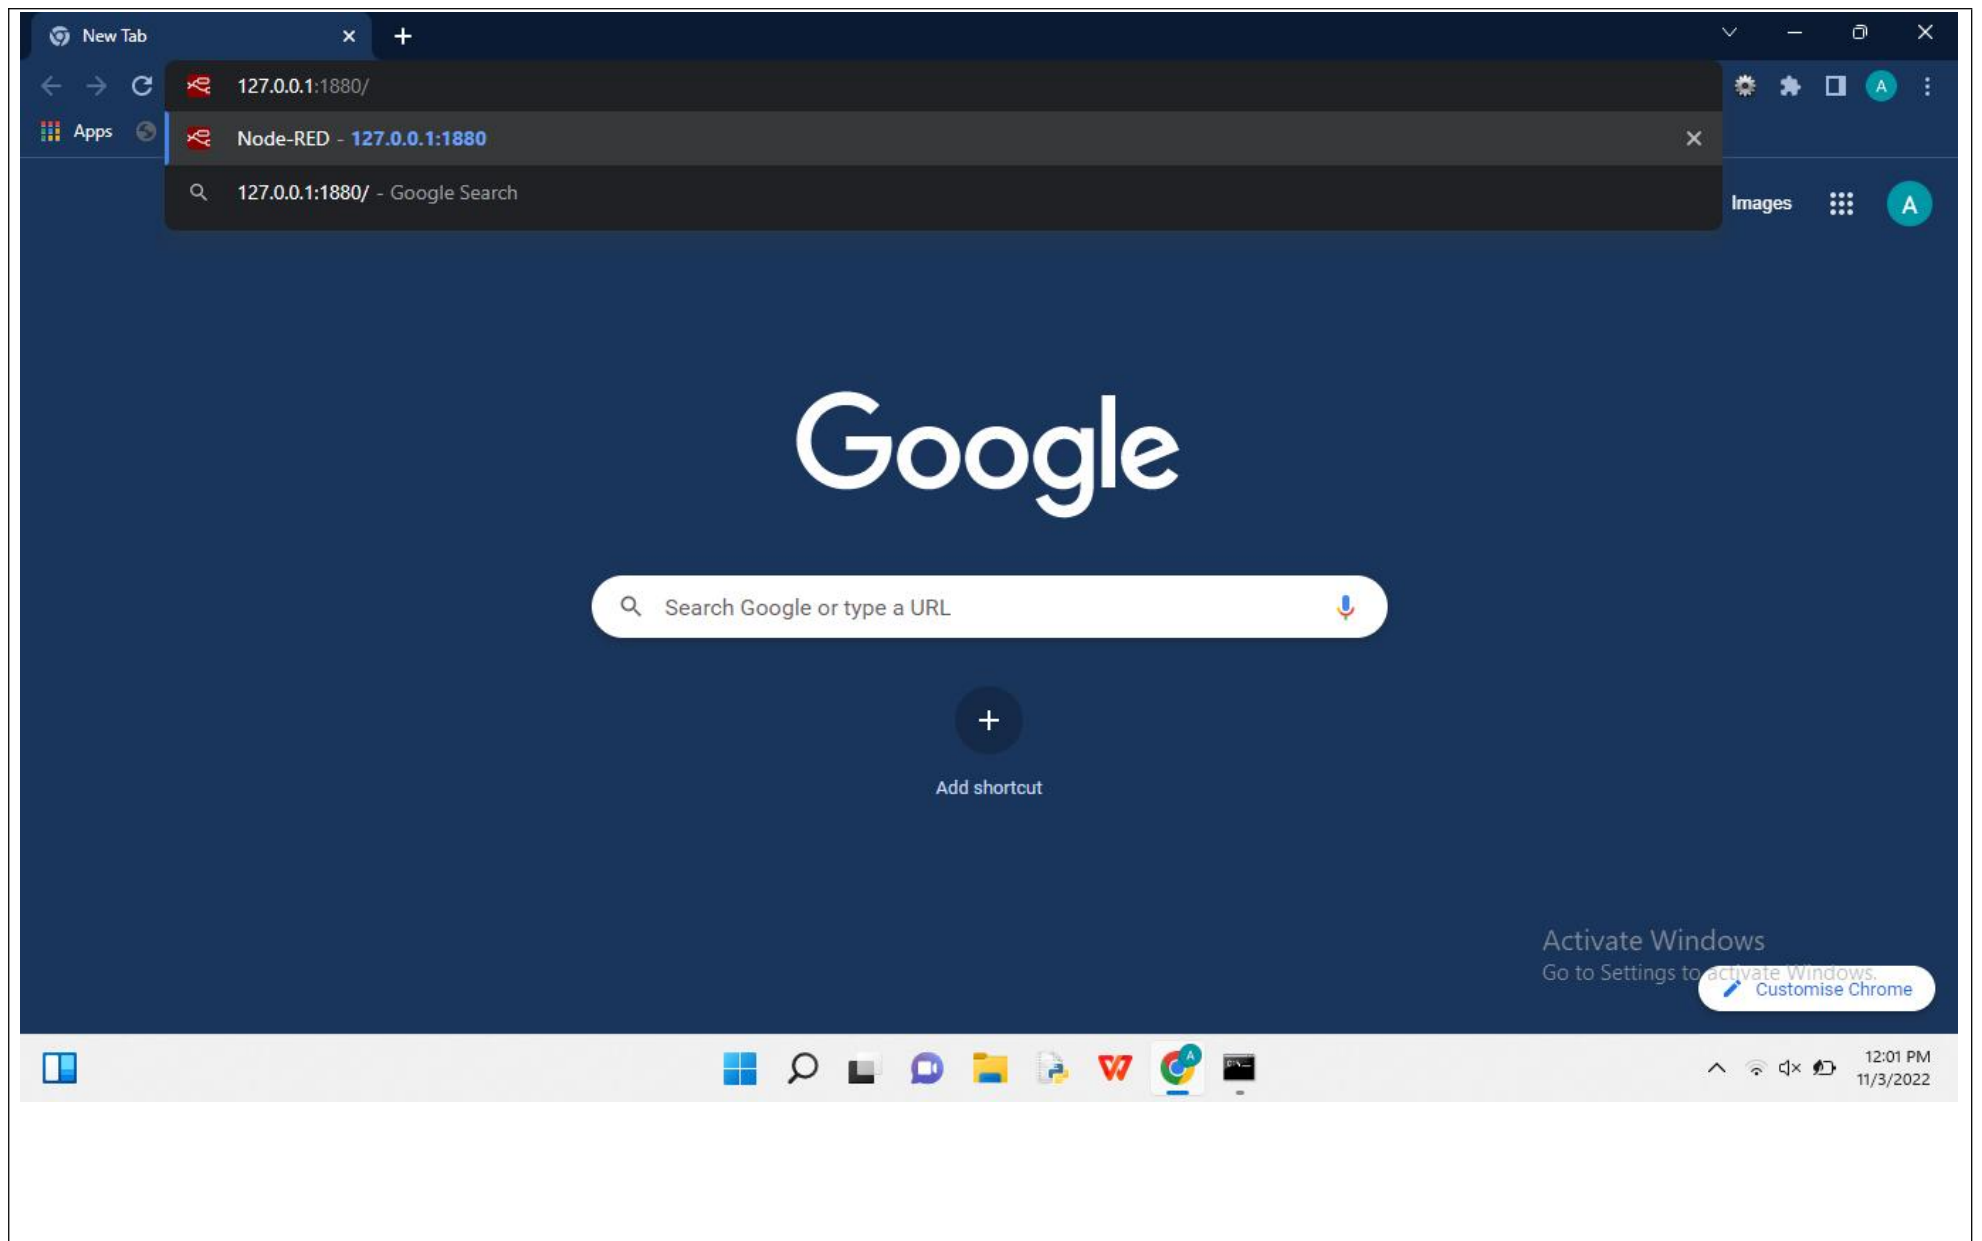 New Tab
127.0.0.1:1880/
A
Apps
Node-RED - 127.0.0.1:1880
127.0.0.1:1880/ - Google Search
Images
A
Google
Search Google or type a URL
Add shortcut
Activate Windows
Go to Settings to activate Windows.
Customise Chrome
A
12:01 PM
11/3/2022